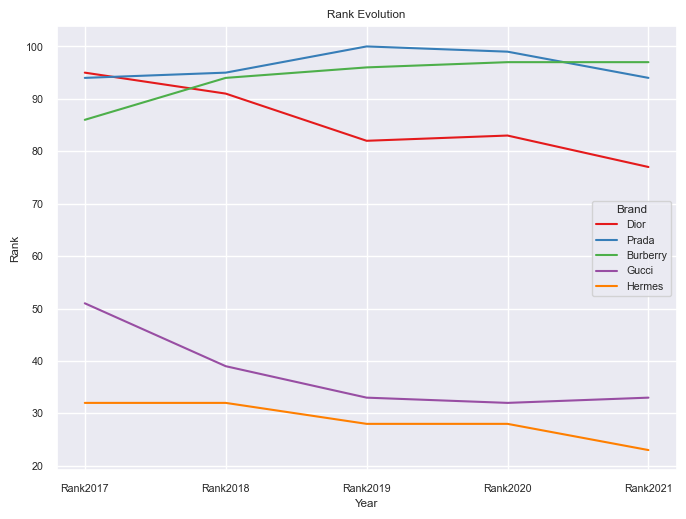 Rank Evolution
100
90
80
70
60
50
40
30
20
Rank
Brand
Dior
Prada
Burberry
Gucci
Hermes
Rank2017 Rank2018 Rank2019 Rank2020 Rank2021
Year